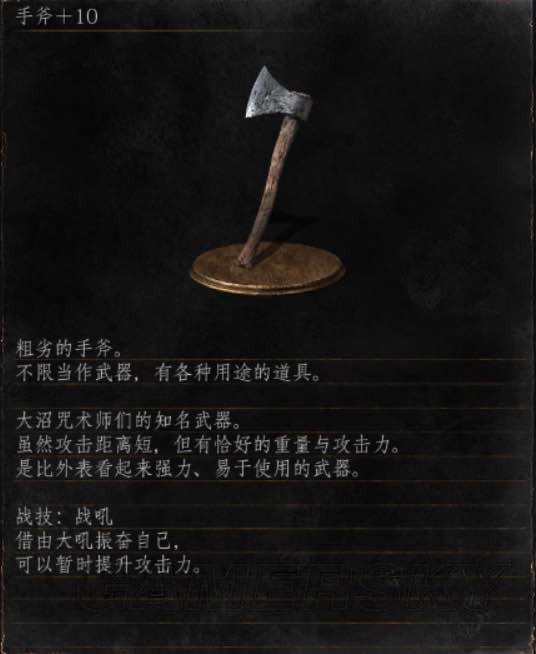 手斧+10
粗劣的手斧。
不限当作武器，有各种用途的道具。
大沼咒术师们的知名武器。
虽然攻击距离短，但有恰好的重量与攻击力。
是比外表看起来强力、易于使用的武器。
战技：战吼
借由大吼振奋自己，
可以暂时提升攻击力。
GAMERSKY